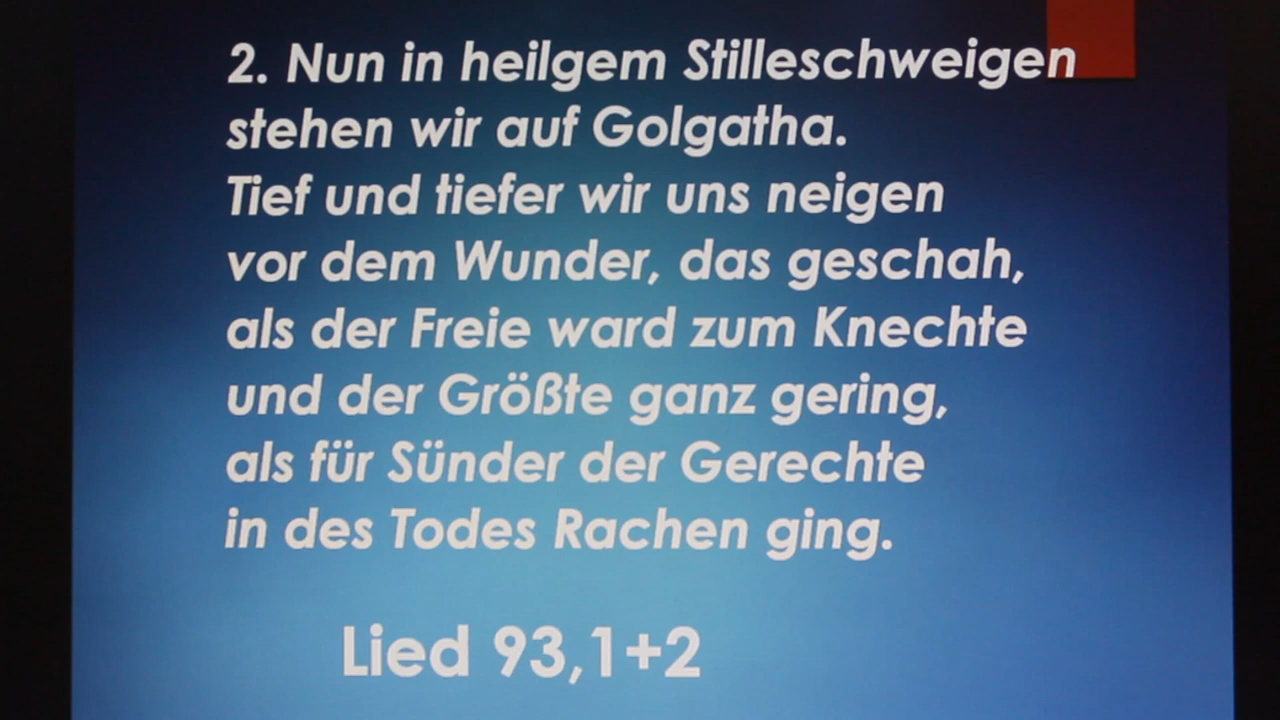 2. Nun in heilgem Stilleschweigen
stehen wir auf Golgatha.
Tief und tiefer wir uns neigen
vor dem Wunder, das geschah,
als der Freie ward zum Knechte
und der Größte ganz gering,
als für Sünder der Gerechte
in des Todes Rachen ging.
Lied 93,1+2